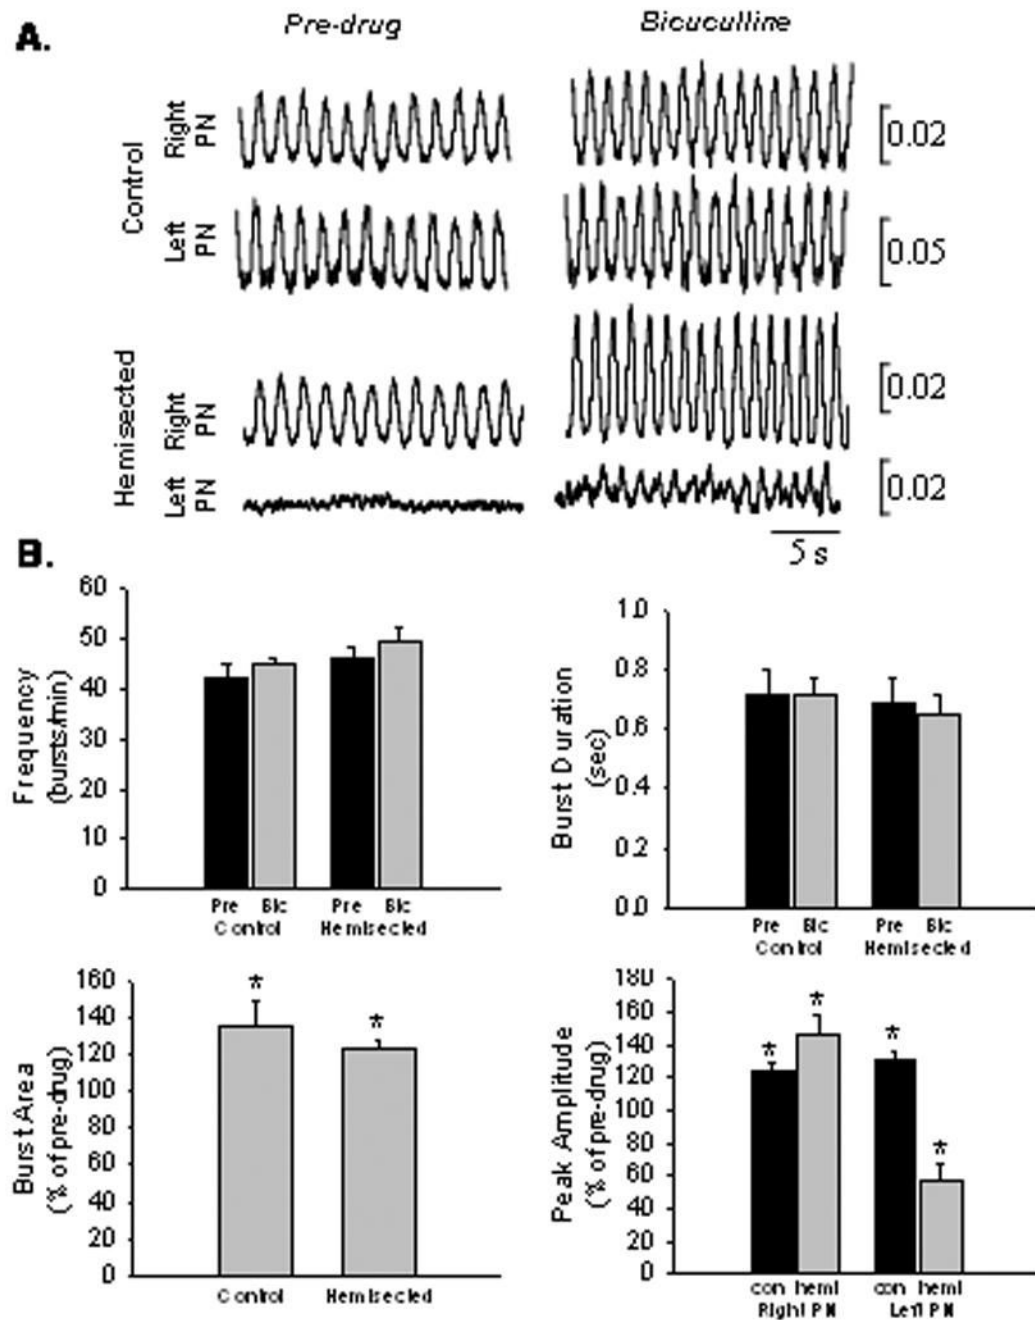 A.
Pre-drug
Bicuculline
Control
Right
PN
0.02
Left
PN
0.05
Hemisected
Right
PN
0.02
Left
PN
0.02
5 s
B.
Frequency
(bursts/min)
60
50
40
30
20
10
0
Pre Bic Pre Bic
Control Hemisected
Burst Duration
(sec)
1.0
0.8
0.6
0.4
0.2
0.0
Pre Bic Pre Bic
Control Hemisected
Burst Area
(% of pre-drug)
160
140
120
100
80
60
40
20
0
* *
Control Hemisected
Peak Amplitude
(% of pre-drug)
180
160
140
120
100
80
60
40
20
0
* * * *
con hemi con hemi
Right PN Left PN